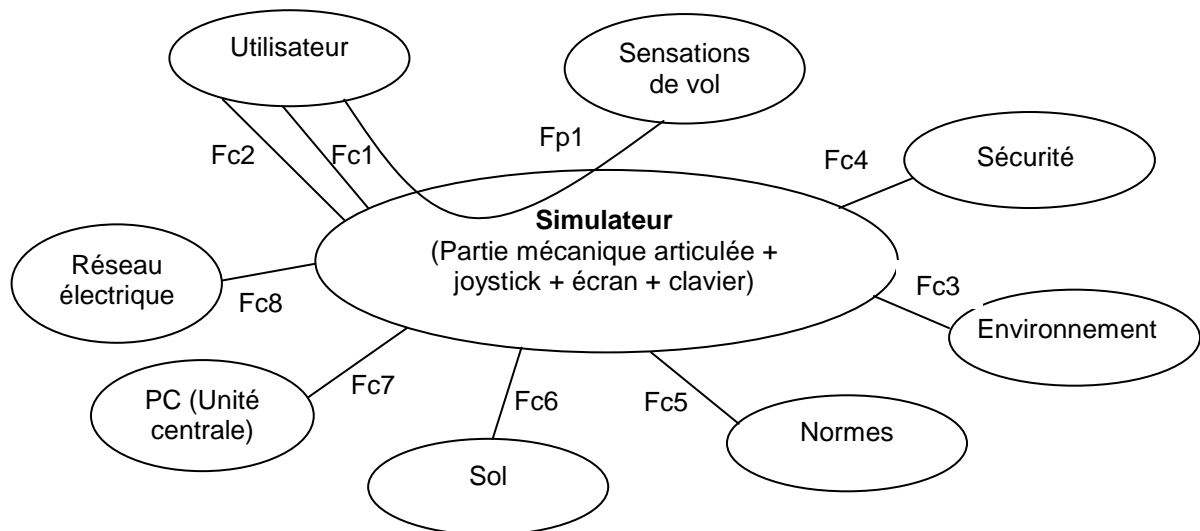 Utilisateur
Sensations
de vol
Fc2
Fc1
Fp1
Fc4
Sécurité
Simulateur
(Partie mécanique articulée +
joystick + écran + clavier)
Réseau
électrique
Fc8
Fc3
Environnement
PC (Unité
centrale)
Fc7
Fc6
Fc5
Normes
Sol